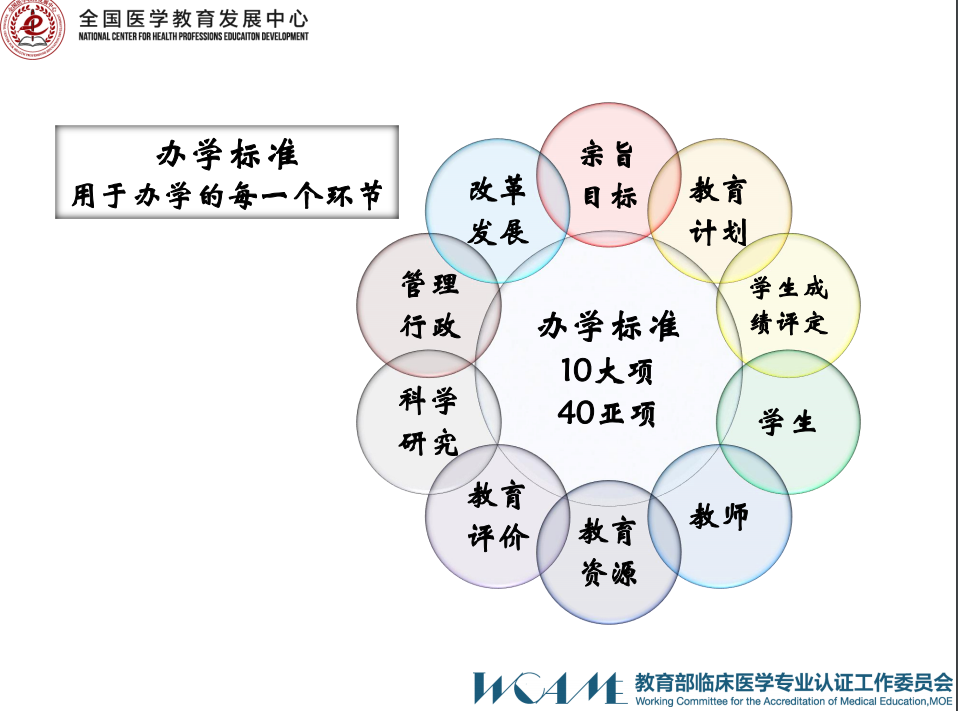 全国医学教育发展中心
NATIONAL CENTER FOR HEALTH PROFESSIONS EDUCAITON DEVELOPMENT
办学标准
用于办学的每一个环节
宗旨
目标
教育
计划
学生成
绩评定
学生
教师
教育
资源
教育
评价
科学
研究
管理
行政
改革
发展
办学标准
10大项
40亚项
WCAME
教育部临床医学专业认证工作委员会
Working Committee for the Accreditation of Medical Education,MOE